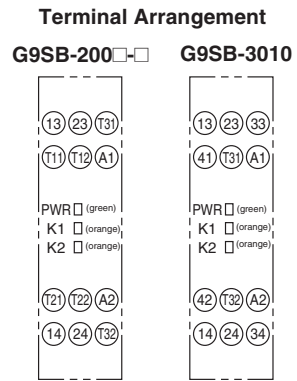 Terminal Arrangement
G9SB-200□-□ G9SB-3010
13 23 T31
T11 T12 A1
PWR (green)
K1 (orange)
K2 (orange)
T21 T22 A2
14 24 T32
13 23 33
41 T31 A1
PWR (green)
K1 (orange)
K2 (orange)
42 T32 A2
14 24 34